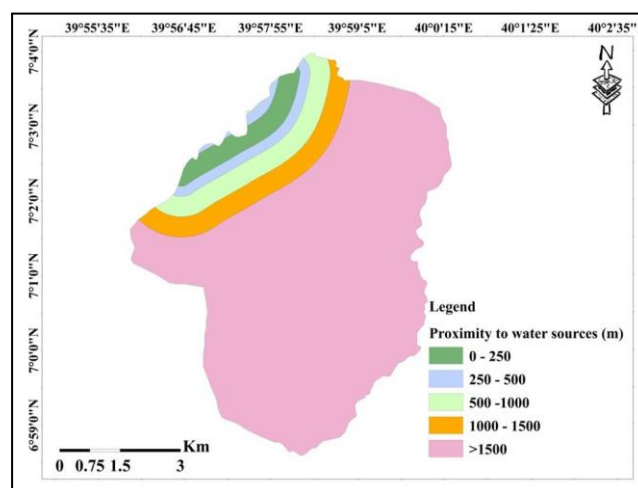 39°55'35"E 39°56'45"E 39°57'55"E 39°59'5"E 40°0'15"E 40°1'25"E 40°2'35"E
7°4'0"N
7°3'0"N
7°2'0"N
7°1'0"N
7°0'0"N
6°59'0"N
N
Legend
Proximity to water sources (m)
0 - 250
250 - 500
500 -1000
1000 - 1500
>1500
Km
0 0.75 1.5 3